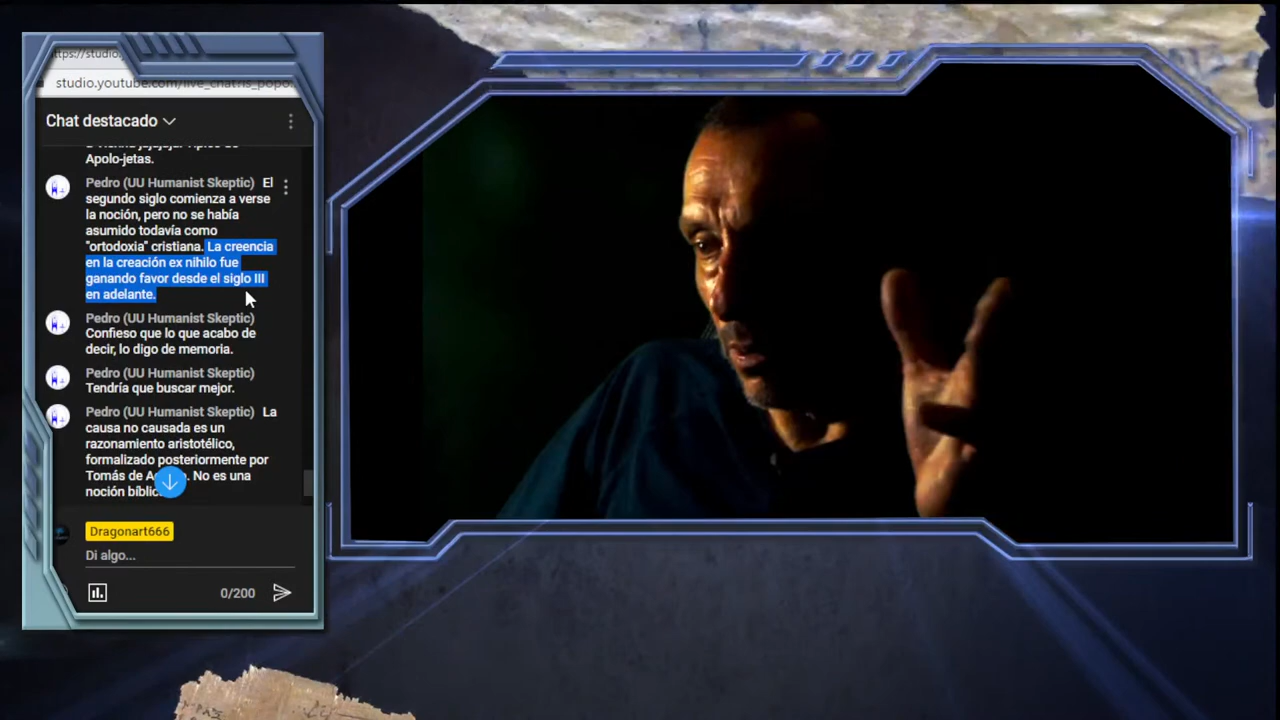 studio.youtube.com/live_chat?is_popo
Chat destacado
Apolo-jetas.
Pedro (UU Humanist Skeptic) El
segundo siglo comienza a verse
la noción, pero no se había
asumido todavía como
"ortodoxia" cristiana. La creencia
en la creación ex nihilo fue
ganando favor desde el siglo III
en adelante.
Pedro (UU Humanist Skeptic)
Confieso que lo que acabo de
decir, lo digo de memoria.
Pedro (UU Humanist Skeptic)
Tendría que buscar mejor.
Pedro (UU Humanist Skeptic) La
causa no causada es un
razonamiento aristotélico,
formalizado posteriormente por
Tomás de No es una
noción
Dragonart666
Di algo...
0/200